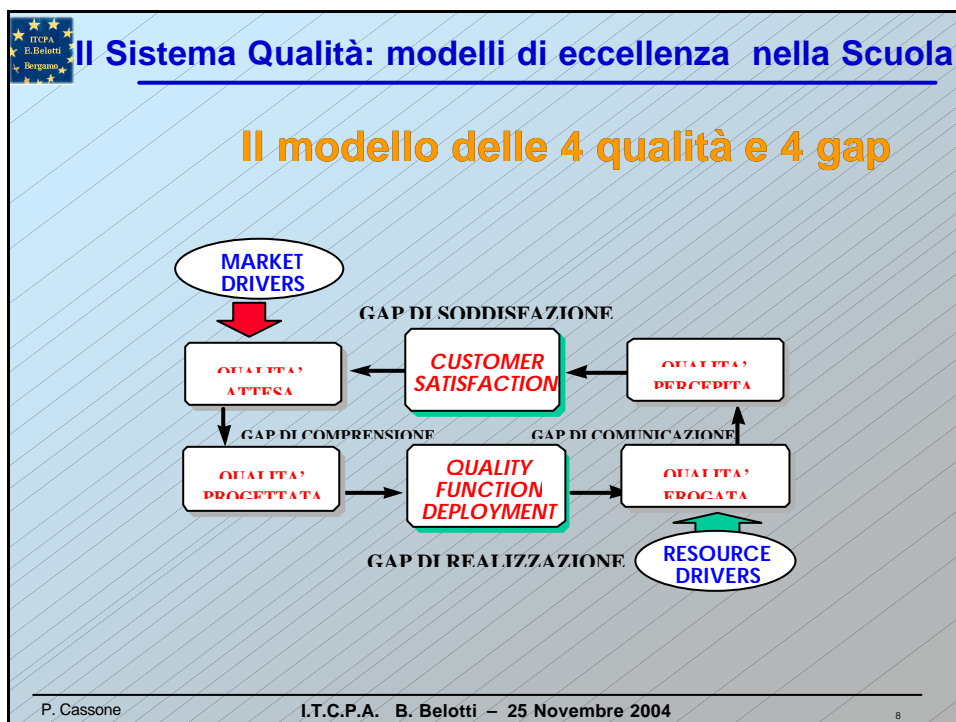 ITCPA
E.Belotti
Bergamo
Il Sistema Qualità: modelli di eccellenza nella Scuola
Il modello delle 4 qualità e 4 gap
MARKET
DRIVERS
GAP DI SODDISFAZIONE
QUALITA’
ATTESA
CUSTOMER
SATISFACTION
QUALITA’
PERCEPITA
GAP DI COMPRENSIONE
GAP DI COMUNICAZIONE
QUALITA’
PROGETTATA
QUALITY
FUNCTION
DEPLOYMENT
QUALITA’
EROGATA
GAP DI REALIZZAZIONE
RESOURCE
DRIVERS
P. Cassone
I.T.C.P.A. B. Belotti – 25 Novembre 2004
8